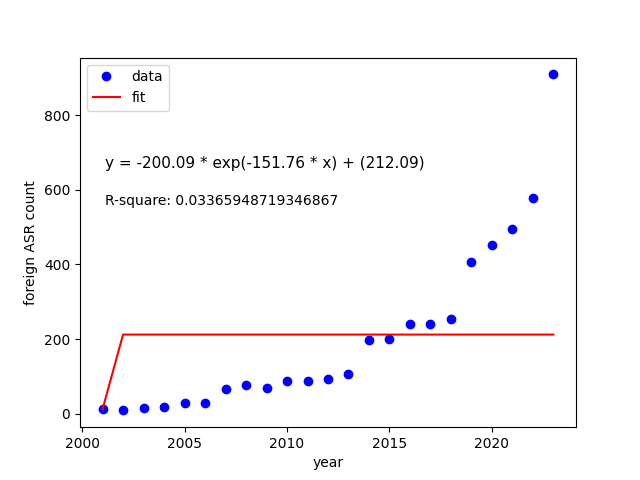 data
fit
y = -200.09 * exp(-151.76 * x) + (212.09)
R-square: 0.03365948719346867
foreign ASR count
800
600
400
200
0
2000 2005 2010 2015 2020
year